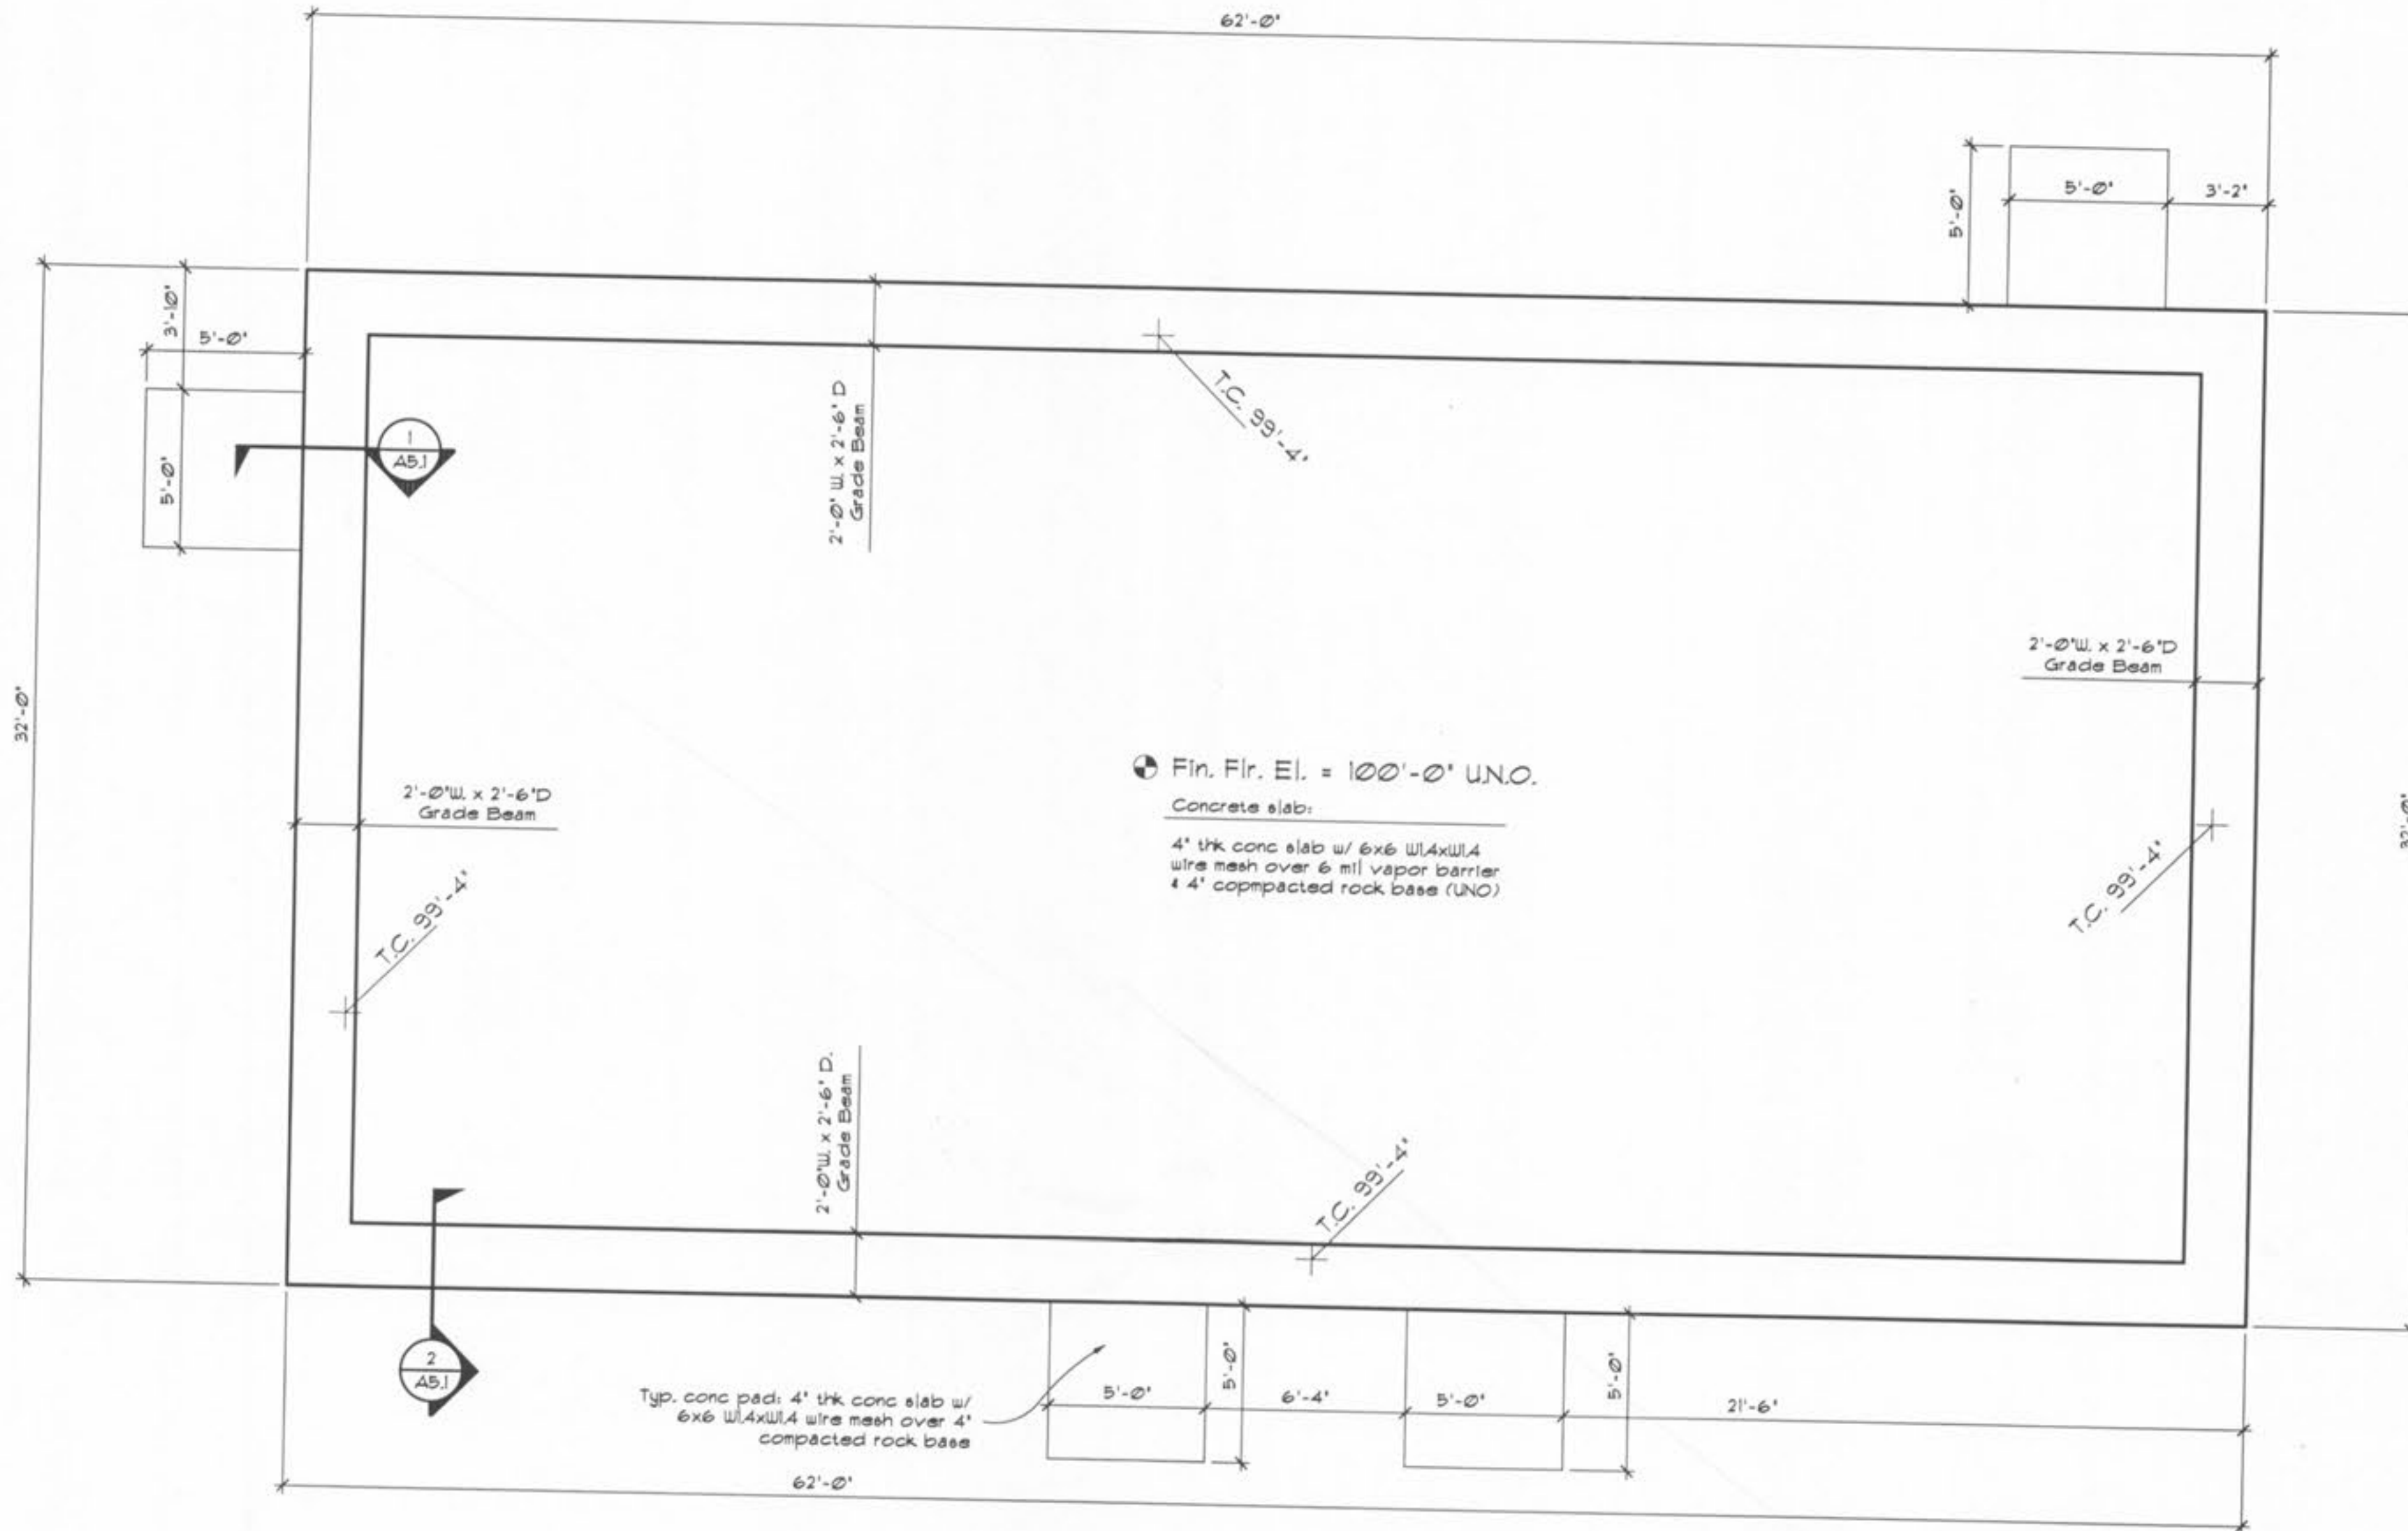 62'-0"
5'-0"
5'-0"
3'-2"
3'-10"
5'-0"
5'-0"
1
A5.1
2'-0" W. x 2'-6" D
Grade Beam
T.C. 99'-4"
32'-0"
2'-0"W. x 2'-6"D
Grade Beam
Fin. Flr. El. = 100'-0" U.N.O.
Concrete slab:
4" thk conc slab w/ 6x6 W1.4xW1.4
wire mesh over 6 mil vapor barrier
& 4" copmpacted rock base (UNO)
2'-0"W. x 2'-6"D
Grade Beam
32'-0"
T.C. 99'-4"
T.C. 99'-4"
2'-0"W. x 2'-6" D.
Grade Beam
T.C. 99'-4"
2
A5.1
Typ. conc pad: 4" thk conc slab w/
6x6 W1.4xW1.4 wire mesh over 4"
compacted rock base
5'-0"
5'-0"
6'-4"
5'-0"
5'-0"
21'-6"
62'-0"